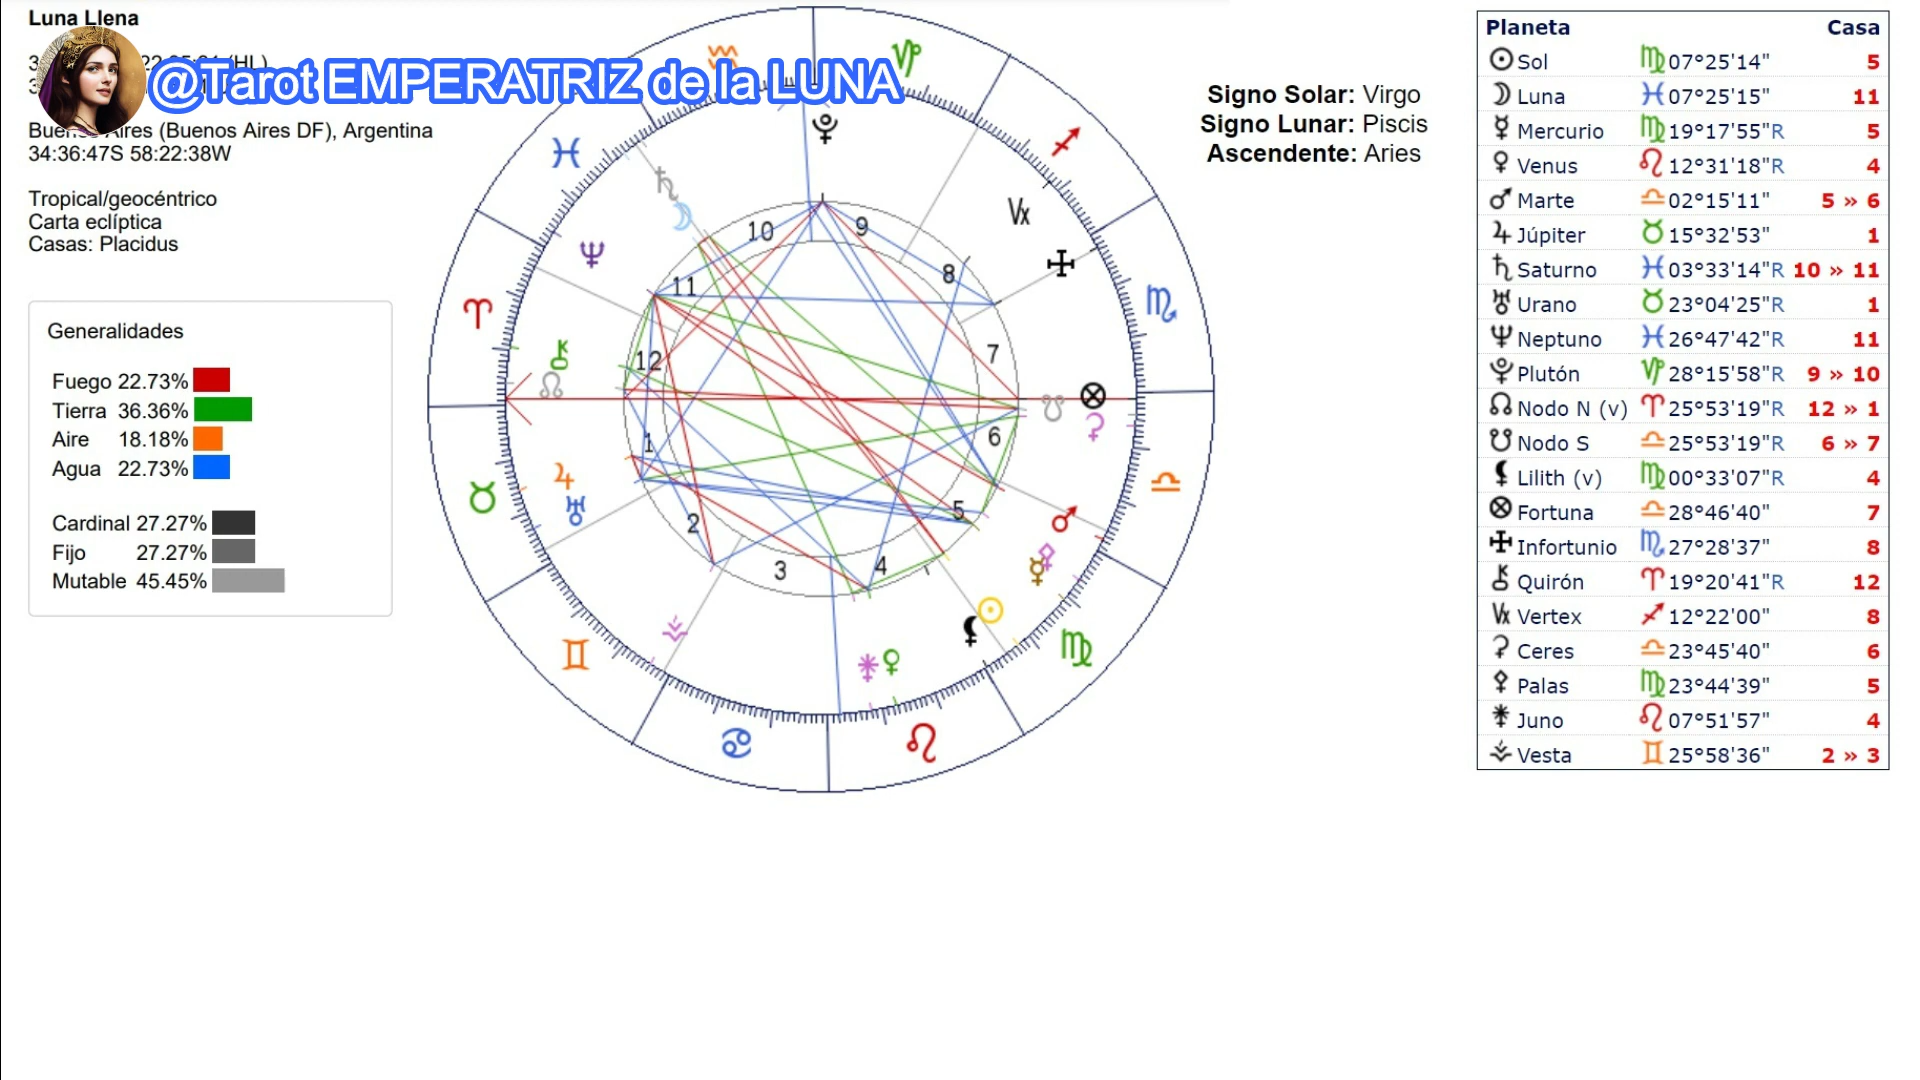 Luna Llena
@Tarot EMPERATRIZ de la LUNA
Buenos Aires (Buenos Aires DF), Argentina
34:36:47S 58:22:38W
Tropical/geocéntrico
Carta eclíptica
Casas: Placidus
Generalidades
Fuego 22.73%
Tierra 36.36%
Aire 18.18%
Agua 22.73%
Cardinal 27.27%
Fijo 27.27%
Mutable 45.45%
10 9
11 8
12 7
1 6
2 5
3 4
Signo Solar: Virgo
Signo Lunar: Piscis
Ascendente: Aries
Planeta Casa
☉ Sol ♍ 07°25'14" 5
☽ Luna ♓ 07°25'15" 11
☿ Mercurio ♍ 19°17'55"R 5
♀ Venus ♌ 12°31'18"R 4
♂ Marte ♎ 02°15'11" 5 » 6
♃ Júpiter ♉ 15°32'53" 1
♄ Saturno ♓ 03°33'14"R 10 » 11
♅ Urano ♉ 23°04'25"R 1
♆ Neptuno ♓ 26°47'42"R 11
Plutón ♑ 28°15'58"R 9 » 10
☊ Nodo N (v) ♈ 25°53'19"R 12 » 1
☋ Nodo S ♎ 25°53'19"R 6 » 7
⚸ Lilith (v) ♍ 00°33'07"R 4
⊗ Fortuna ♎ 28°46'40" 7
Infortunio ♏ 27°28'37" 8
⚷ Quirón ♈ 19°20'41"R 12
Vx Vertex ♐ 12°22'00" 8
⚳ Ceres ♎ 23°45'40" 6
⚴ Palas ♍ 23°44'39" 5
⚵ Juno ♌ 07°51'57" 4
⚶ Vesta ♊ 25°58'36" 2 » 3